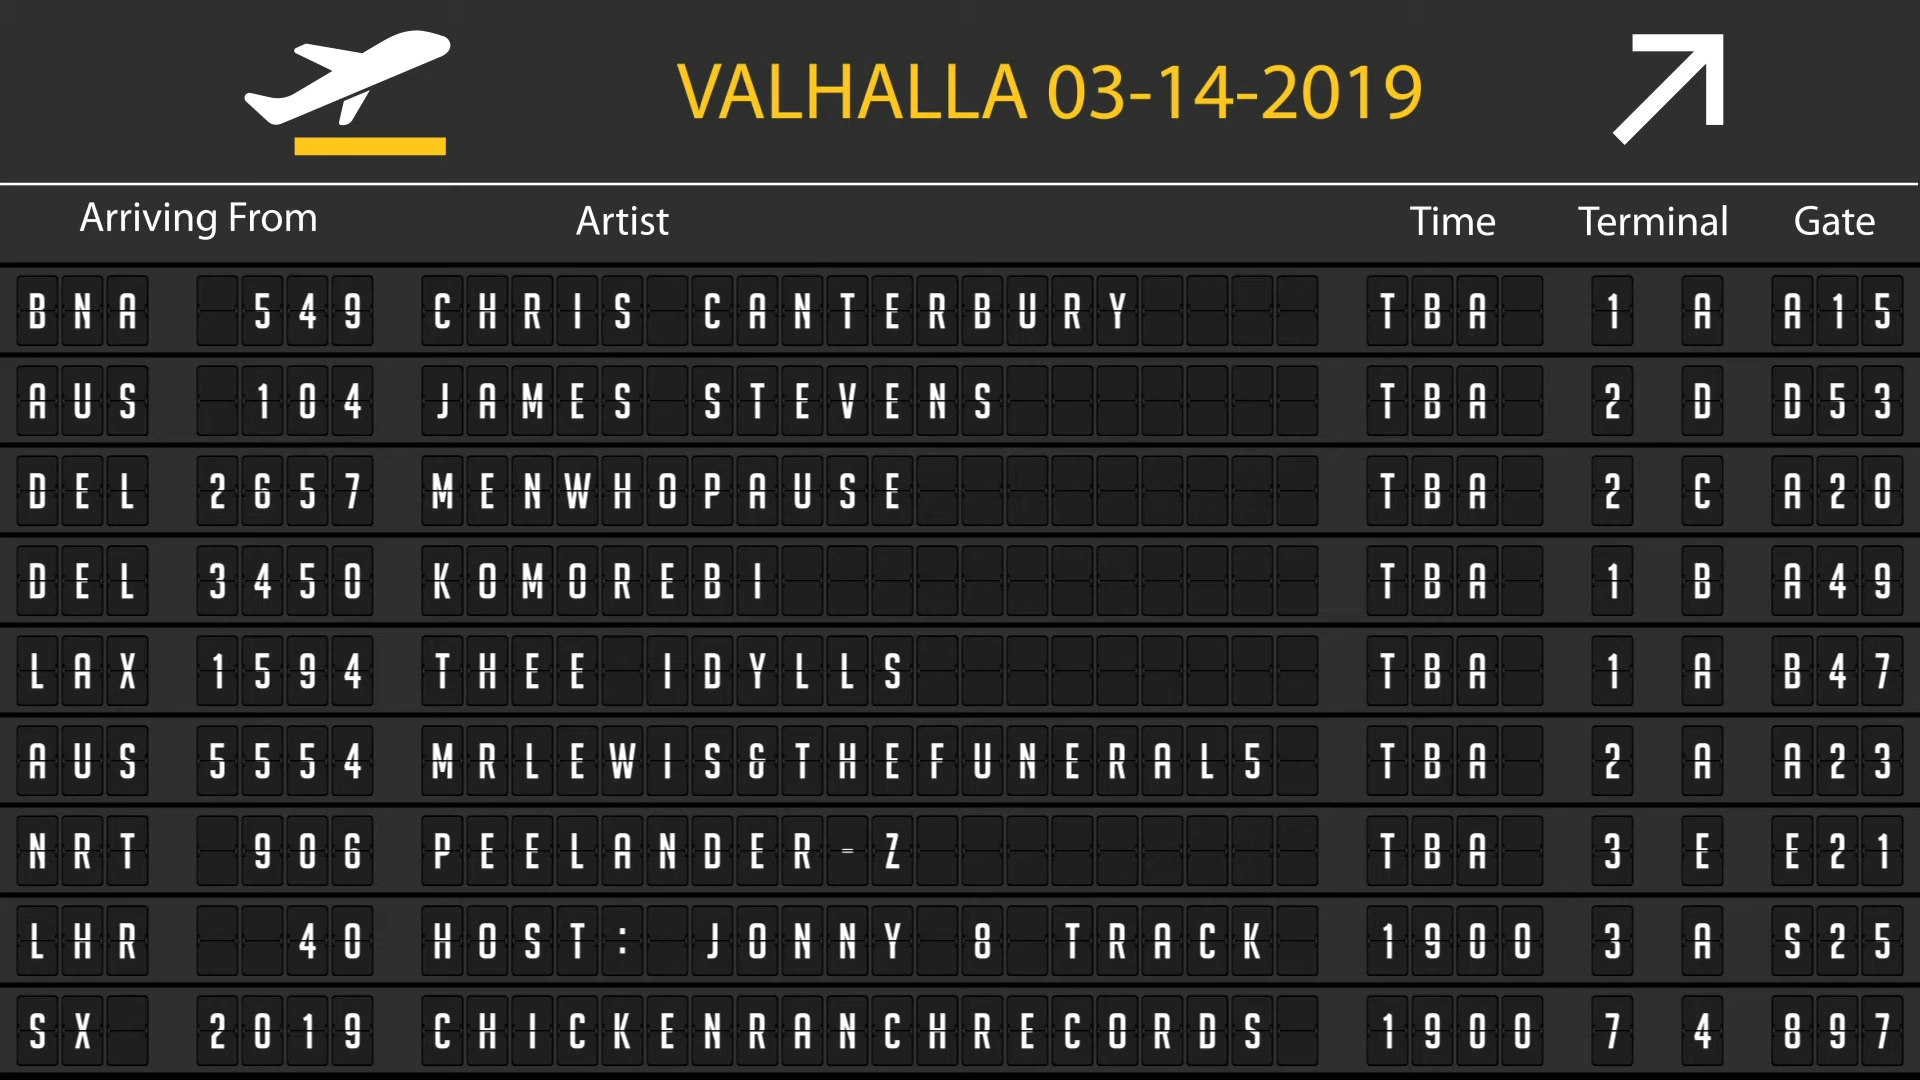 VALHALLA 03-14-2019
Arriving From Artist Time Terminal Gate
BNA 549 CHRIS CANTERBURY TBA 1 A A15
AUS 104 JAMES STEVENS TBA 2 D D53
DEL 2657 MENWHOPAUSE TBA 2 C A20
DEL 3450 KOMOREBI TBA 1 B A49
LAX 1594 THEE IDYLLS TBA 1 A B47
AUS 5554 MRLEWIS&THEFUNERAL5 TBA 2 A A23
NRT 906 PEELANDER-Z TBA 3 E E21
LHR 40 HOST: JONNY 8 TRACK 1900 3 A S25
SX 2019 CHICKENRANCHRECORDS 1900 7 4 897